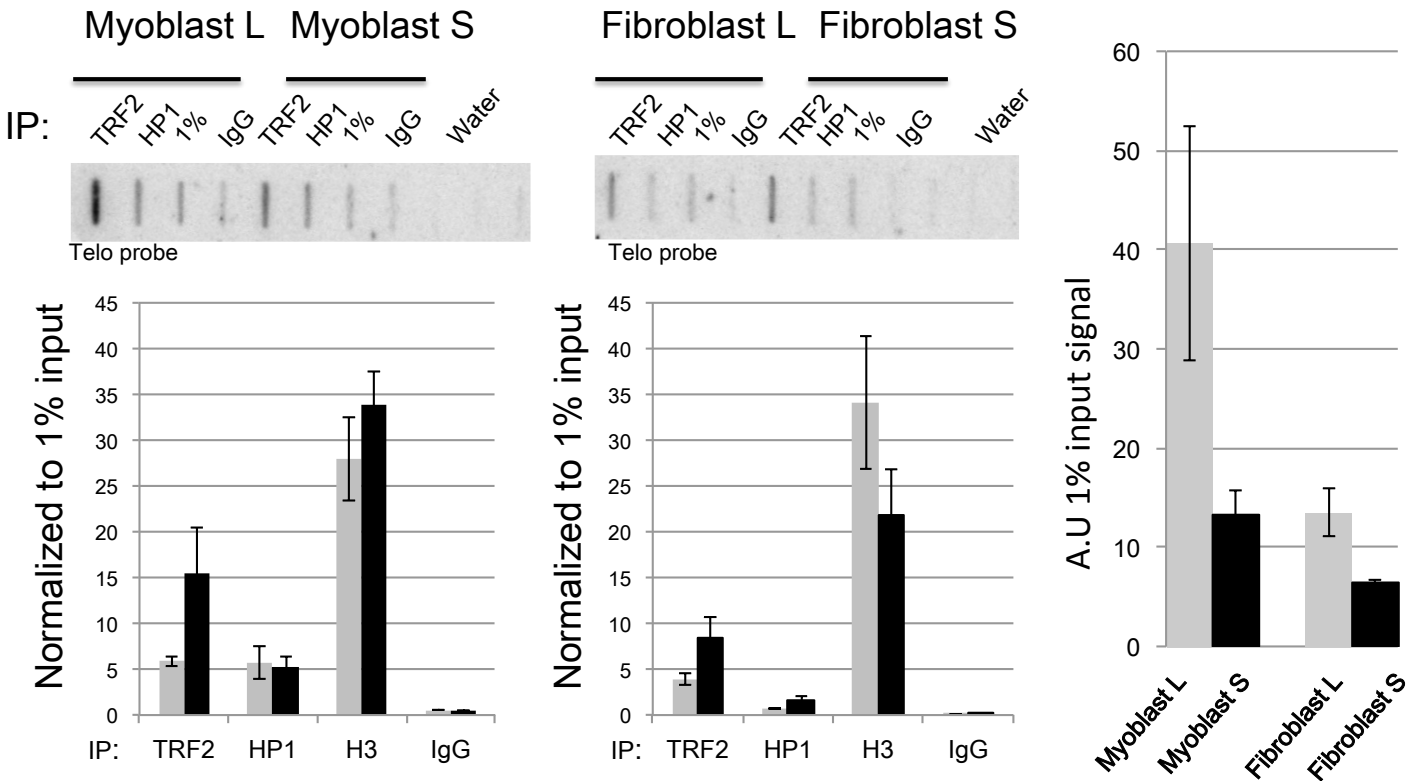 Myoblast L Myoblast S
IP: TRF2 HP1 1% IgG TRF2 HP1 1% IgG Water
Telo probe
Normalized to 1% input
45
40
35
30
25
20
15
10
5
0
IP: TRF2 HP1 H3 IgG
Fibroblast L Fibroblast S
TRF2 HP1 1% IgG TRF2 HP1 1% IgG Water
Telo probe
Normalized to 1% input
45
40
35
30
25
20
15
10
5
0
IP: TRF2 HP1 H3 IgG
A.U 1% input signal
60
50
40
30
20
10
0
Myoblast L Myoblast S Fibroblast L Fibroblast S